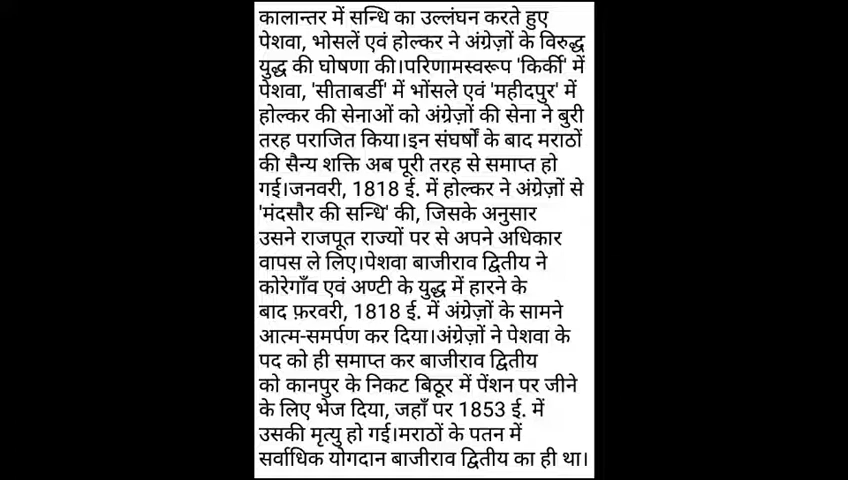 कालान्तर में सन्धि का उल्लंघन करते हुए
पेशवा, भोसलें एवं होल्कर ने अंग्रेज़ों के विरुद्ध
युद्ध की घोषणा की।परिणामस्वरूप 'किर्की' में
पेशवा, 'सीताबर्डी' में भोंसले एवं 'महीदपुर' में
होल्कर की सेनाओं को अंग्रेज़ों की सेना ने बुरी
तरह पराजित किया।इन संघर्षों के बाद मराठों
की सैन्य शक्ति अब पूरी तरह से समाप्त हो
गई।जनवरी, 1818 ई. में होल्कर ने अंग्रेज़ों से
'मंदसौर की सन्धि' की, जिसके अनुसार
उसने राजपूत राज्यों पर से अपने अधिकार
वापस ले लिए।पेशवा बाजीराव द्वितीय ने
कोरेगाँव एवं अण्टी के युद्ध में हारने के
बाद फ़रवरी, 1818 ई. में अंग्रेज़ों के सामने
आत्म-समर्पण कर दिया।अंग्रेज़ों ने पेशवा के
पद को ही समाप्त कर बाजीराव द्वितीय
को कानपुर के निकट बिठूर में पेंशन पर जीने
के लिए भेज दिया, जहाँ पर 1853 ई. में
उसकी मृत्यु हो गई।मराठों के पतन में
सर्वाधिक योगदान बाजीराव द्वितीय का ही था।